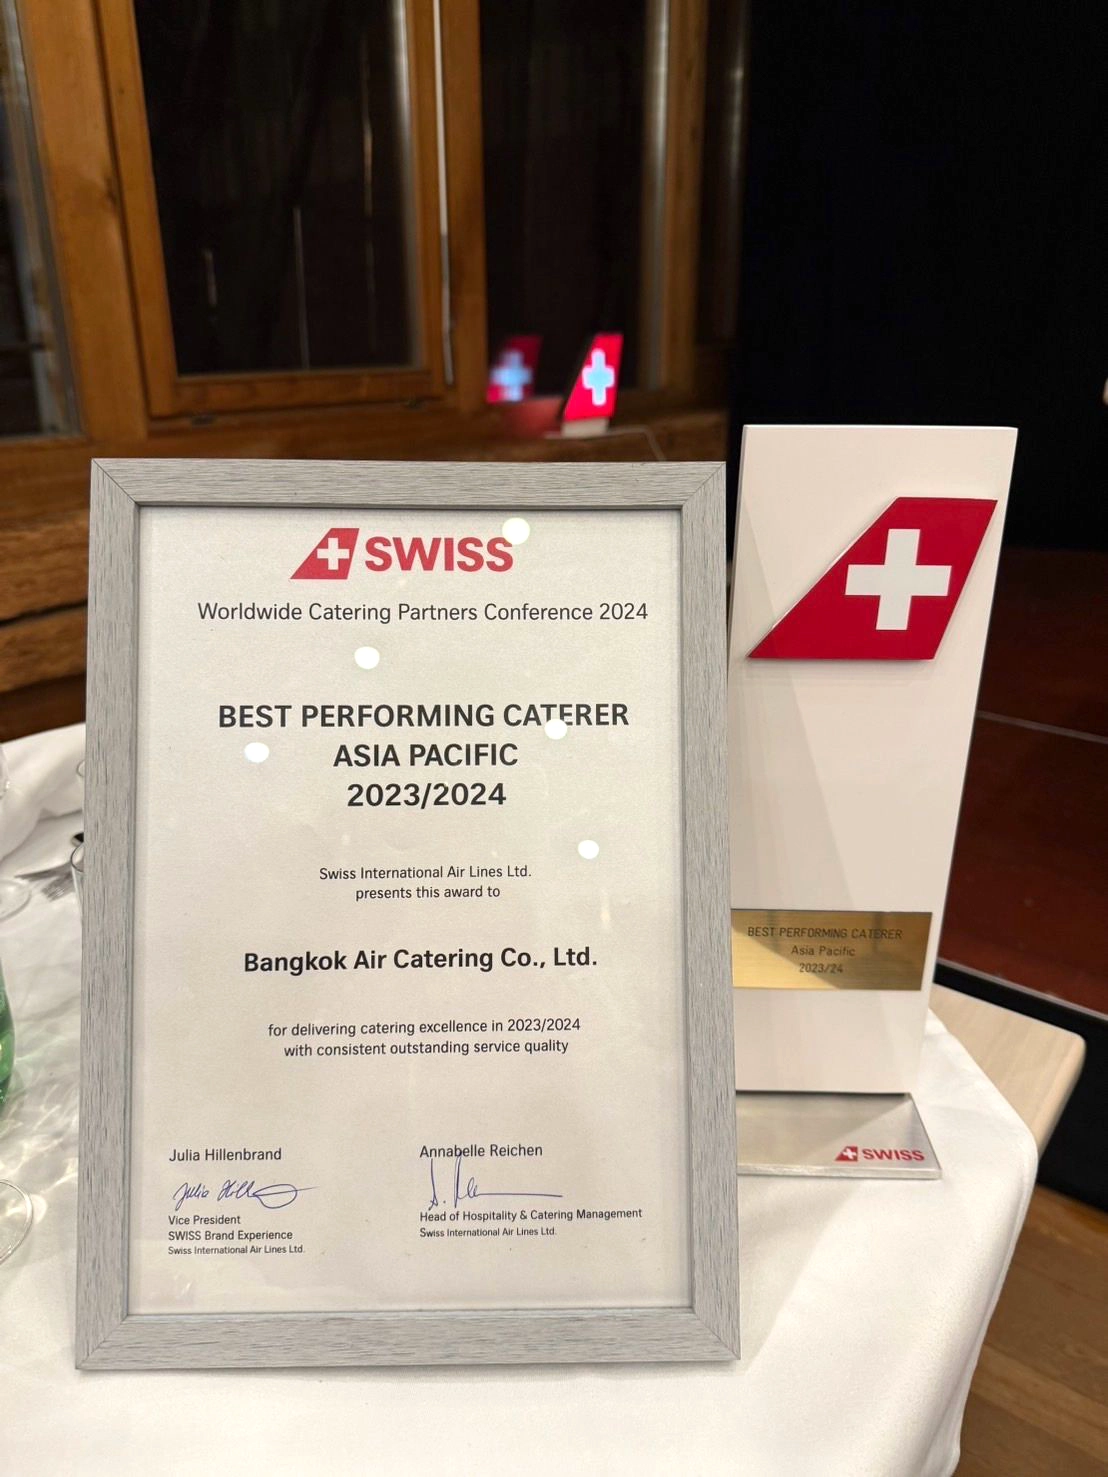 SWISS
Worldwide Catering Partners Conference 2024
BEST PERFORMING CATERER
ASIA PACIFIC
2023/2024
Swiss International Air Lines Ltd.
presents this award to
Bangkok Air Catering Co., Ltd.
for delivering catering excellence in 2023/2024
with consistent outstanding service quality
Julia Hillenbrand
Vice President
SWISS Brand Experience
Swiss International Air Lines Ltd.
Annabelle Reichen
Head of Hospitality & Catering Management
Swiss International Air Lines Ltd.
BEST PERFORMING CATERER
Asia Pacific
2023/24
SWISS